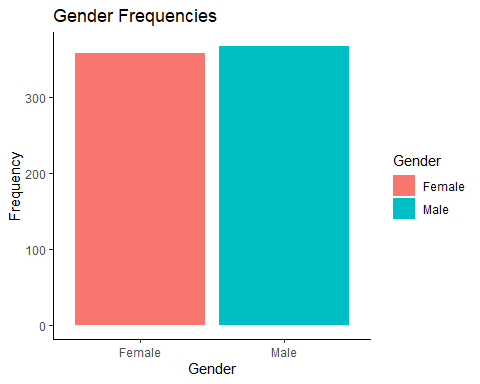 Gender Frequencies
Frequency
300
200
100
0
Female
Male
Gender
Gender
Female
Male